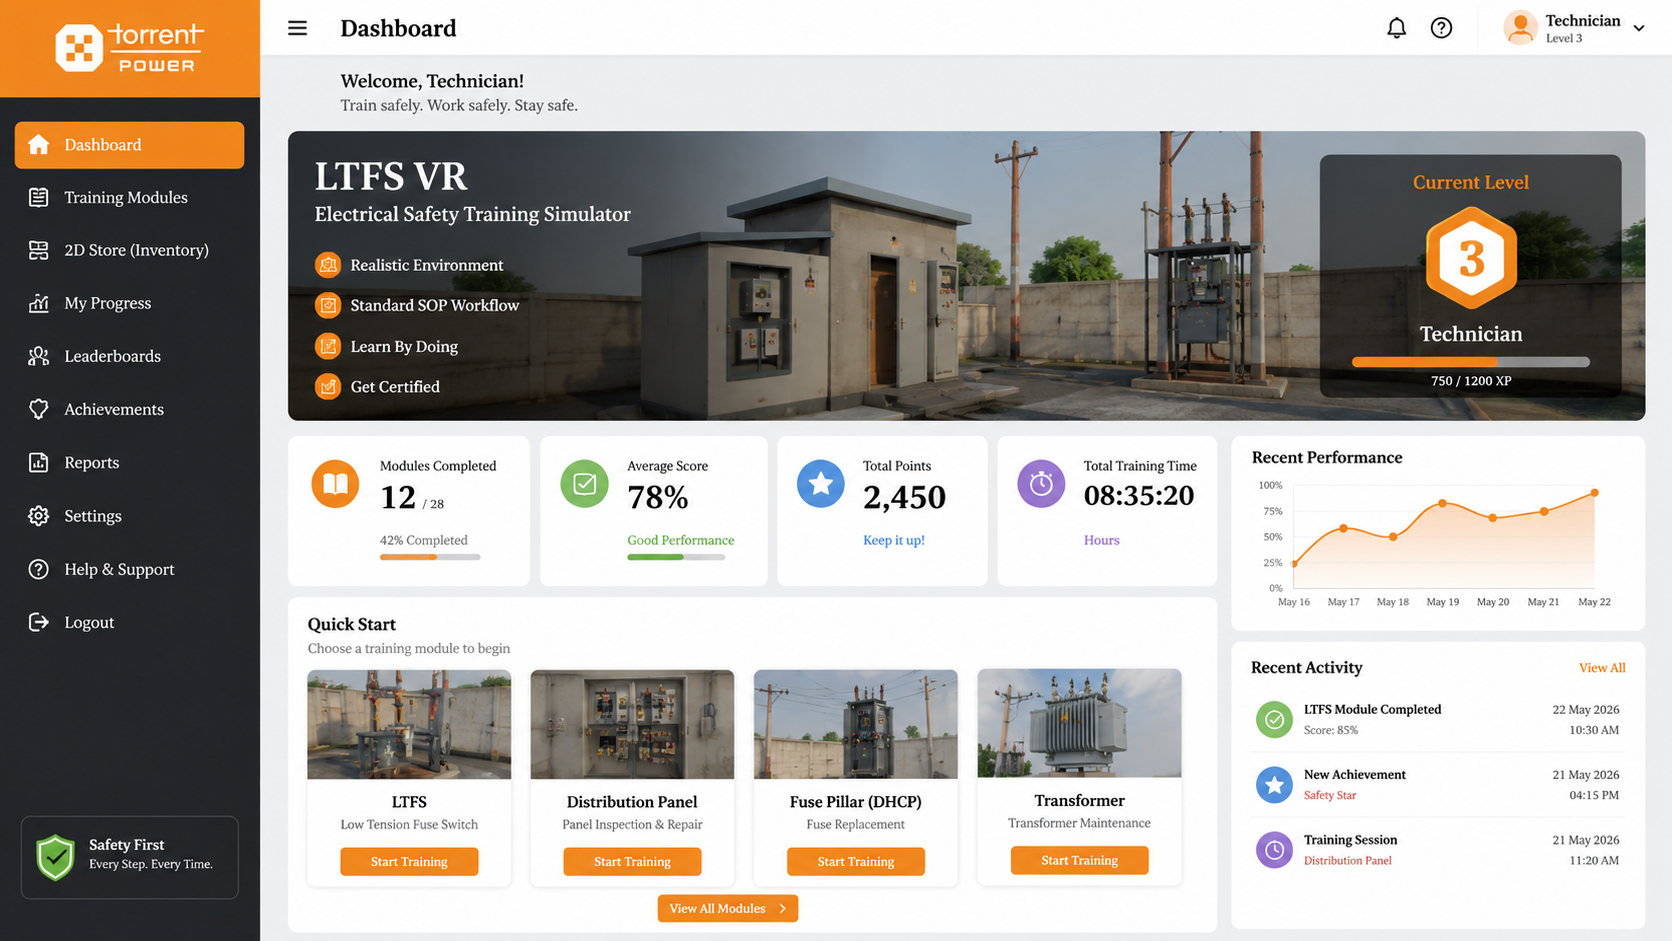 torrent
POWER
Dashboard
Training Modules
2D Store (Inventory)
My Progress
Leaderboards
Achievements
Reports
Settings
Help & Support
Logout
Safety First
Every Step. Every Time.
Dashboard
Technician
Level 3
Welcome, Technician!
Train safely. Work safely. Stay safe.
LTFS VR
Electrical Safety Training Simulator
Realistic Environment
Standard SOP Workflow
Learn By Doing
Get Certified
Current Level
3
Technician
750 / 1200 XP
Modules Completed
12 / 28
42% Completed
Average Score
78%
Good Performance
Total Points
2,450
Keep it up!
Total Training Time
08:35:20
Hours
Recent Performance
100%
75%
50%
25%
0%
May 16 May 17 May 18 May 19 May 20 May 21 May 22
Quick Start
Choose a training module to begin
LTFS
Low Tension Fuse Switch
Start Training
Distribution Panel
Panel Inspection & Repair
Start Training
Fuse Pillar (DHCP)
Fuse Replacement
Start Training
Transformer
Transformer Maintenance
Start Training
View All Modules
Recent Activity
View All
LTFS Module Completed
22 May 2026
Score: 85%
10:30 AM
New Achievement
21 May 2026
Safety Star
04:15 PM
Training Session
21 May 2026
Distribution Panel
11:20 AM